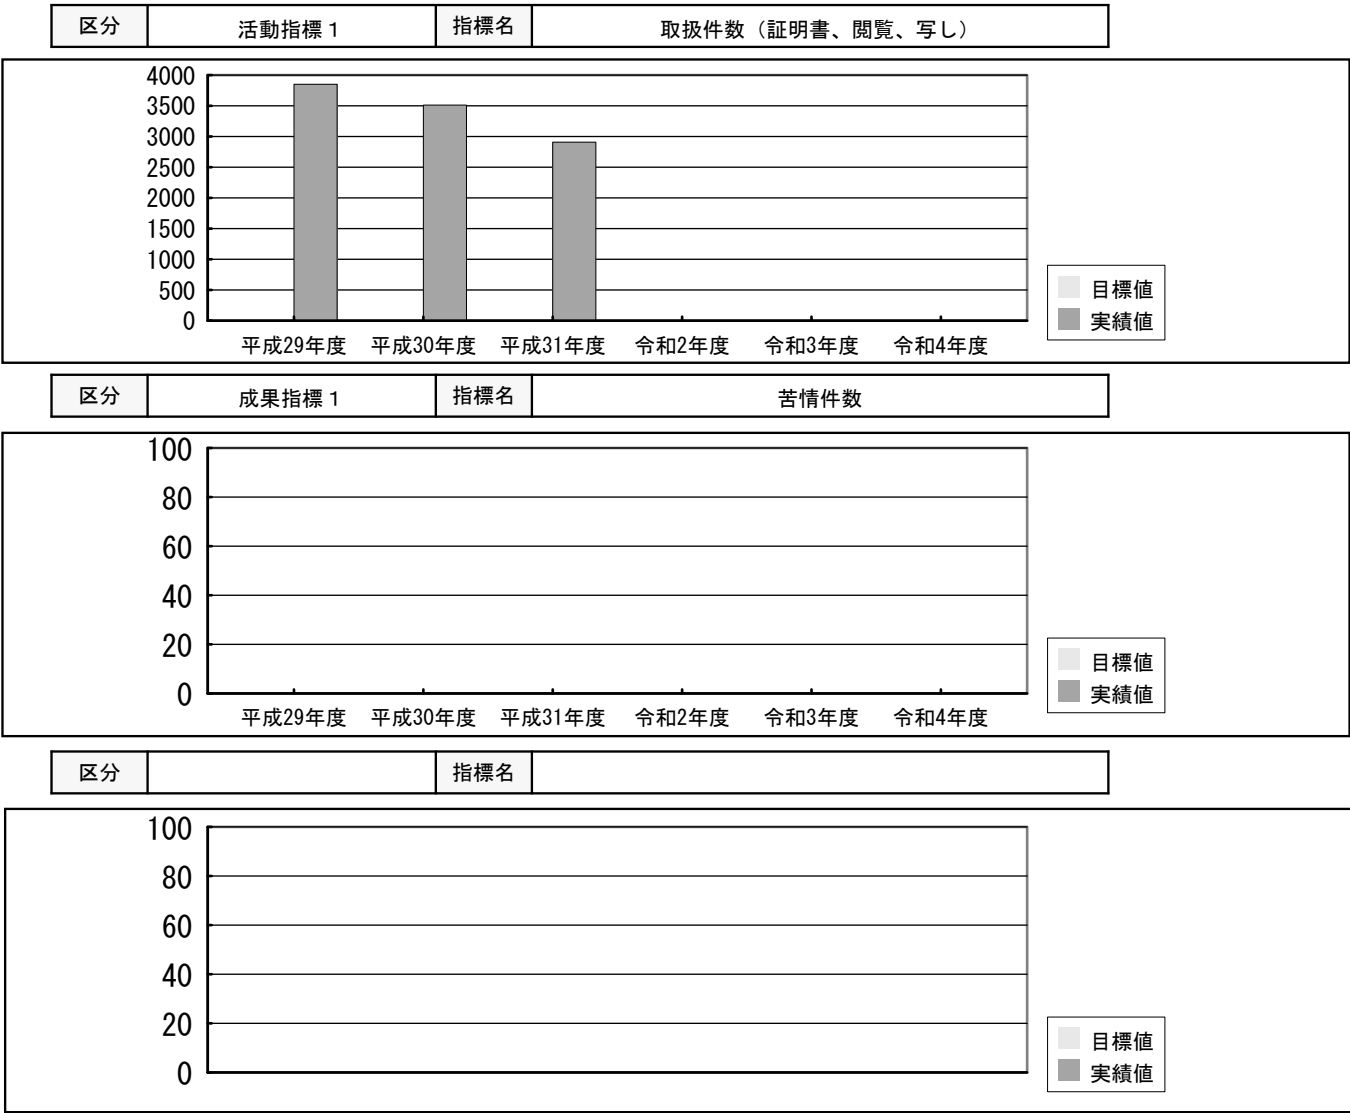 区分 活動指標１ 指標名 取扱件数（証明書、閲覧、写し）
4000
3500
3000
2500
2000
1500
1000
500
0
平成29年度 平成30年度 平成31年度 令和2年度 令和3年度 令和4年度
目標値
実績値
区分 成果指標１ 指標名 苦情件数
100
80
60
40
20
0
平成29年度 平成30年度 平成31年度 令和2年度 令和3年度 令和4年度
目標値
実績値
区分 指標名
100
80
60
40
20
0
目標値
実績値